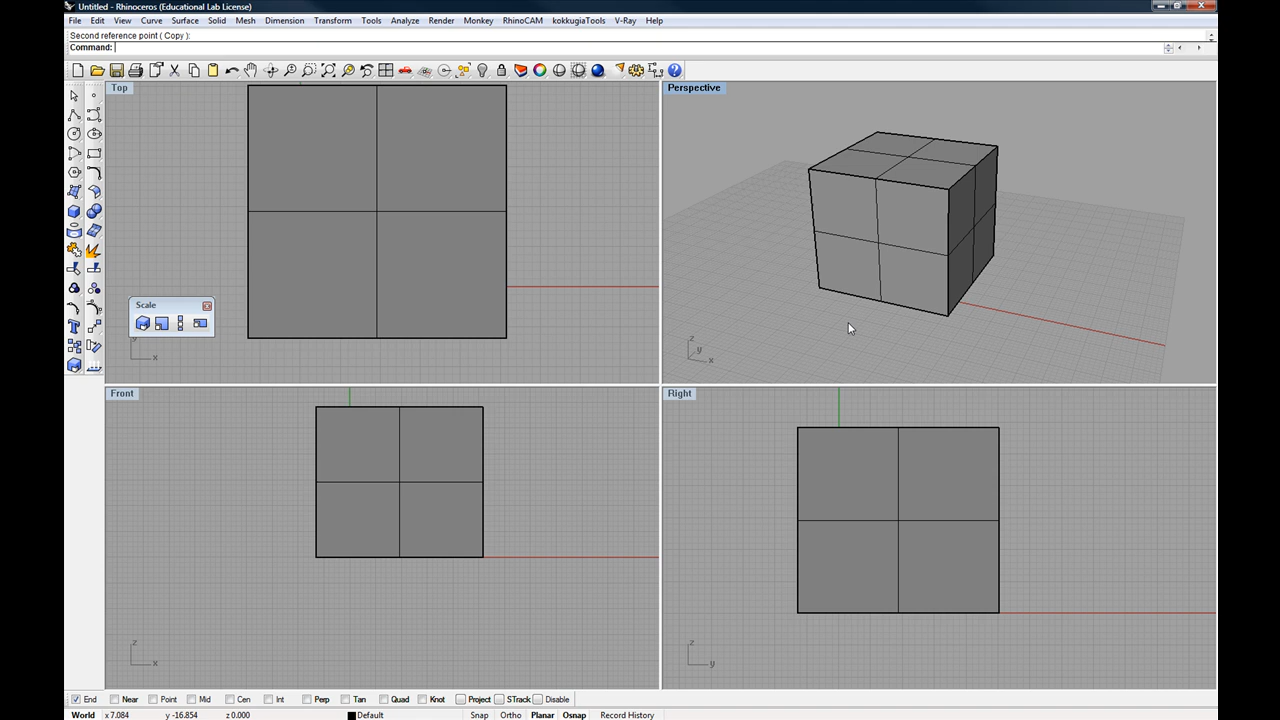 Untitled - Rhinoceros (Educational Lab License)
File Edit View Curve Surface Solid Mesh Dimension Transform Tools Analyze Render Monkey RhinoCAM kokkugiaTools V-Ray Help
Second reference point ( Copy ):
Command:
Top
Perspective
z
y
x
Scale
y
x
Front
Right
z
x
z
y
End Near Point Mid Cen Int Perp Tan Quad Knot Project STrack Disable
World x 7.084 y -16.854 z 0.000 Default Snap Ortho Planar Osnap Record History